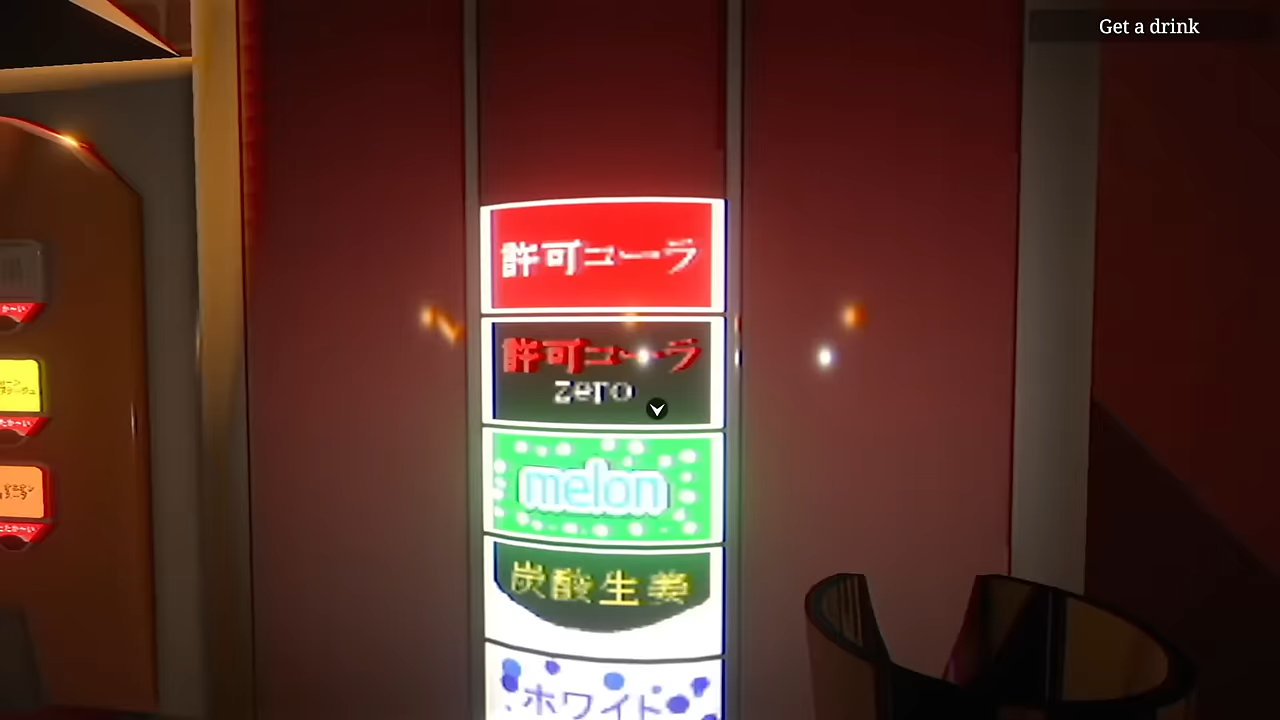 Get a drink
許可コーラ
許可コーラ
zero
melon
炭酸生姜
ホワイト